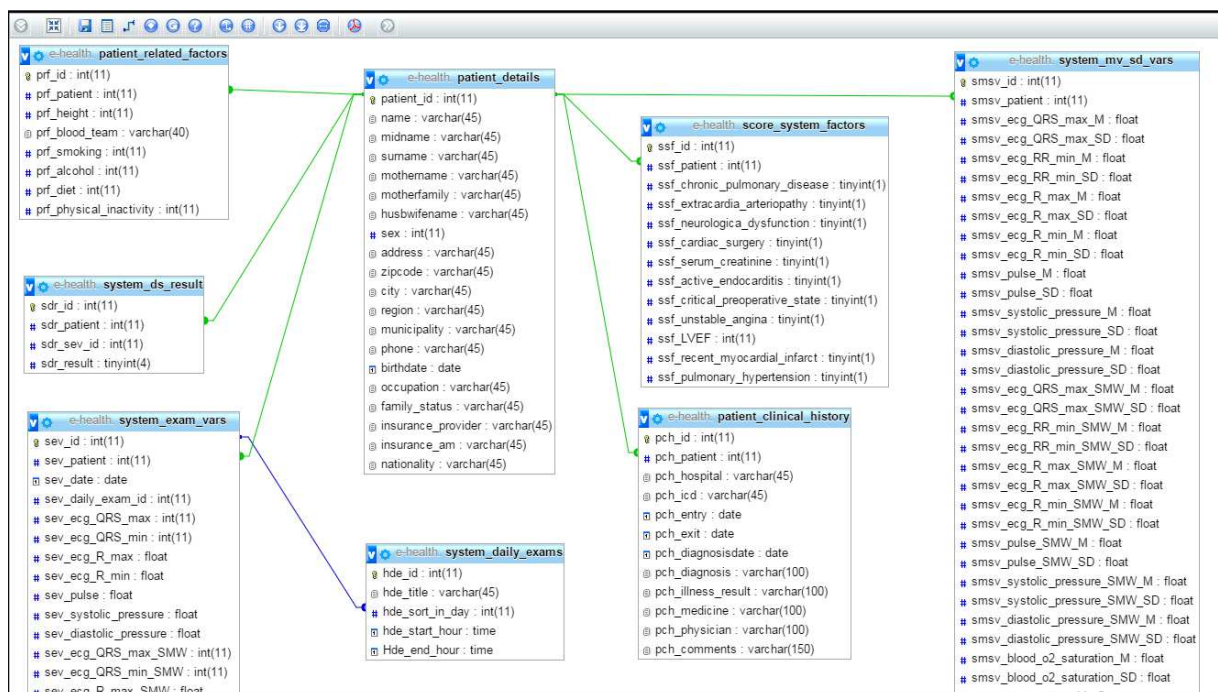 e-health. patient_related_factors
prf_id : int(11)
prf_patient : int(11)
prf_height : int(11)
prf_blood_team : varchar(40)
prf_smoking : int(11)
prf_alcohol : int(11)
prf_diet : int(11)
prf_physical_inactivity : int(11)
e-health. system_ds_result
sdr_id : int(11)
sdr_patient : int(11)
sdr_sev_id : int(11)
sdr_result : tinyint(4)
e-health. system_exam_vars
sev_id : int(11)
sev_patient : int(11)
sev_date : date
sev_daily_exam_id : int(11)
sev_ecg_QRS_max : int(11)
sev_ecg_QRS_min : int(11)
sev_ecg_R_max : float
sev_ecg_R_min : float
sev_pulse : float
sev_systolic_pressure : float
sev_diastolic_pressure : float
sev_ecg_QRS_max_SMW : int(11)
sev_ecg_QRS_min_SMW : int(11)
sev_ecg_R_max_SMW : float
e-health. patient_details
patient_id : int(11)
name : varchar(45)
midname : varchar(45)
surname : varchar(45)
mothername : varchar(45)
motherfamily : varchar(45)
husbwifename : varchar(45)
sex : int(11)
address : varchar(45)
zipcode : varchar(45)
city : varchar(45)
region : varchar(45)
municipality : varchar(45)
phone : varchar(45)
birthdate : date
occupation : varchar(45)
family_status : varchar(45)
insurance_provider : varchar(45)
insurance_am : varchar(45)
nationality : varchar(45)
e-health. system_daily_exams
hde_id : int(11)
hde_title : varchar(45)
hde_sort_in_day : int(11)
hde_start_hour : time
Hde_end_hour : time
e-health. score_system_factors
ssf_id : int(11)
ssf_patient : int(11)
ssf_chronic_pulmonary_disease : tinyint(1)
ssf_extracardia_arteriopathy : tinyint(1)
ssf_neurologica_dysfunction : tinyint(1)
ssf_cardiac_surgery : tinyint(1)
ssf_serum_creatinine : tinyint(1)
ssf_active_endocarditis : tinyint(1)
ssf_critical_preoperative_state : tinyint(1)
ssf_unstable_angina : tinyint(1)
ssf_LVEF : int(11)
ssf_recent_myocardial_infarct : tinyint(1)
ssf_pulmonary_hypertension : tinyint(1)
e-health. patient_clinical_history
pch_id : int(11)
pch_patient : int(11)
pch_hospital : varchar(45)
pch_icd : varchar(45)
pch_entry : date
pch_exit : date
pch_diagnosisdate : date
pch_diagnosis : varchar(100)
pch_illness_result : varchar(100)
pch_medicine : varchar(100)
pch_physician : varchar(100)
pch_comments : varchar(150)
e-health. system_mv_sd_vars
smsv_id : int(11)
smsv_patient : int(11)
smsv_ecg_QRS_max_M : float
smsv_ecg_QRS_max_SD : float
smsv_ecg_RR_min_M : float
smsv_ecg_RR_min_SD : float
smsv_ecg_R_max_M : float
smsv_ecg_R_max_SD : float
smsv_ecg_R_min_M : float
smsv_ecg_R_min_SD : float
smsv_pulse_M : float
smsv_pulse_SD : float
smsv_systolic_pressure_M : float
smsv_systolic_pressure_SD : float
smsv_diastolic_pressure_M : float
smsv_diastolic_pressure_SD : float
smsv_ecg_QRS_max_SMW_M : float
smsv_ecg_QRS_max_SMW_SD : float
smsv_ecg_RR_min_SMW_M : float
smsv_ecg_RR_min_SMW_SD : float
smsv_ecg_R_max_SMW_M : float
smsv_ecg_R_max_SMW_SD : float
smsv_ecg_R_min_SMW_M : float
smsv_ecg_R_min_SMW_SD : float
smsv_pulse_SMW_M : float
smsv_pulse_SMW_SD : float
smsv_systolic_pressure_SMW_M : float
smsv_systolic_pressure_SMW_SD : float
smsv_diastolic_pressure_SMW_M : float
smsv_diastolic_pressure_SMW_SD : float
smsv_blood_o2_saturation_M : float
smsv_blood_o2_saturation_SD : float